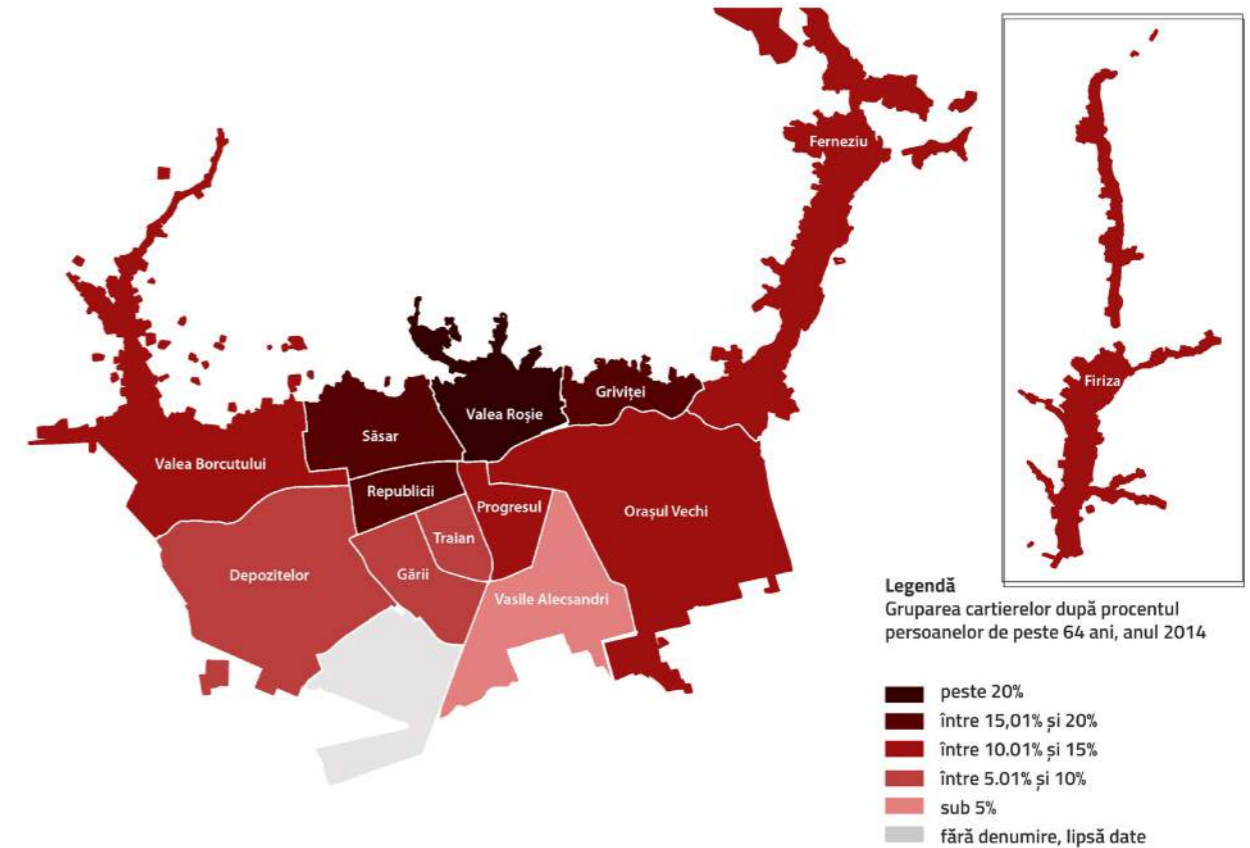 Ferneziu
Firiza
Griviței
Valea Roșie
Săsar
Valea Borcutului
Republicii
Progresul
Orașul Vechi
Traian
Depozitelor
Gării
Vasile Alecsandri
Legendă
Gruparea cartierelor după procentul
persoanelor de peste 64 ani, anul 2014
peste 20%
între 15,01% și 20%
între 10.01% și 15%
între 5.01% și 10%
sub 5%
fără denumire, lipsă date